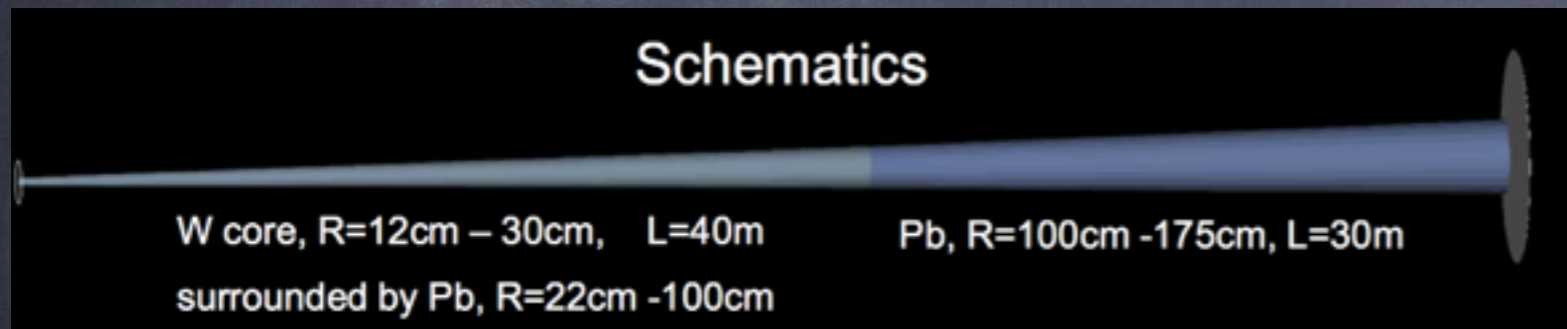 Schematics
W core, R=12cm – 30cm, L=40m
Pb, R=100cm -175cm, L=30m
surrounded by Pb, R=22cm -100cm